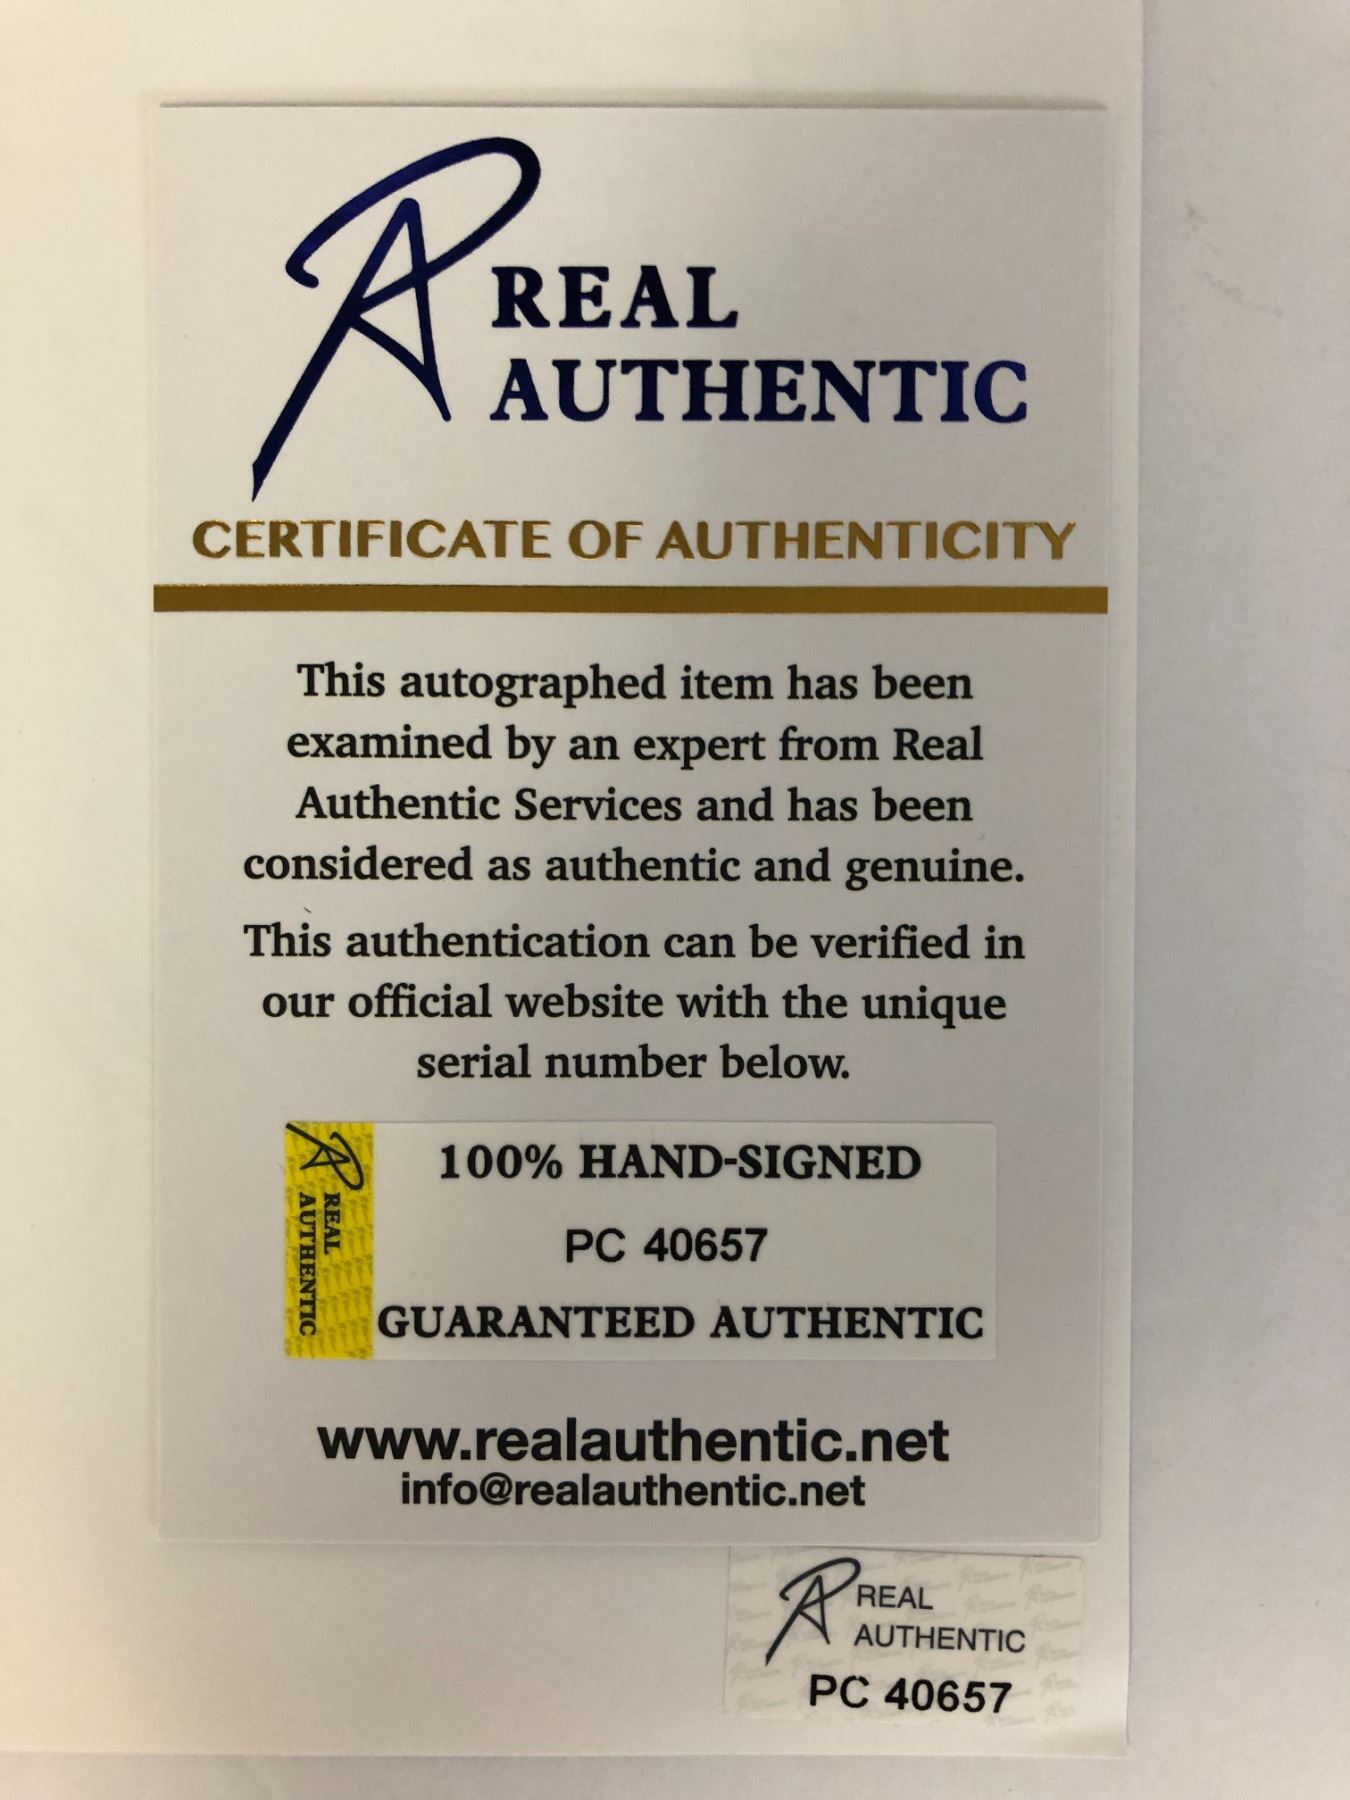 RA REAL
AUTHENTIC
CERTIFICATE OF AUTHENTICITY
This autographed item has been
examined by an expert from Real
Authentic Services and has been
considered as authentic and genuine.
This authentication can be verified in
our official website with the unique
serial number below.
RA REAL
AUTHENTIC
100% HAND-SIGNED
PC 40657
GUARANTEED AUTHENTIC
www.realauthentic.net
info@realauthentic.net
RA REAL
AUTHENTIC
PC 40657